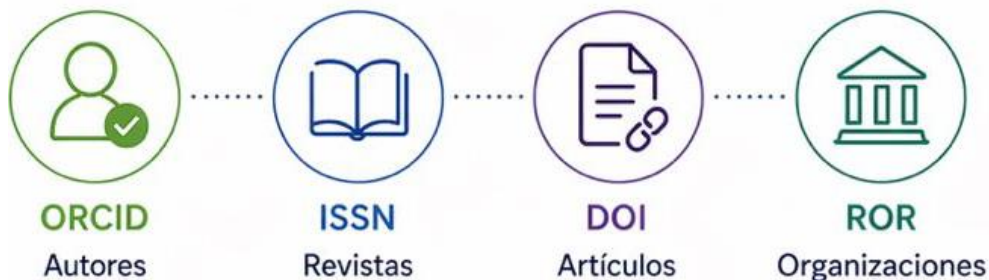 ORCID
Autores
ISSN
Revistas
DOI
Artículos
ROR
Organizaciones